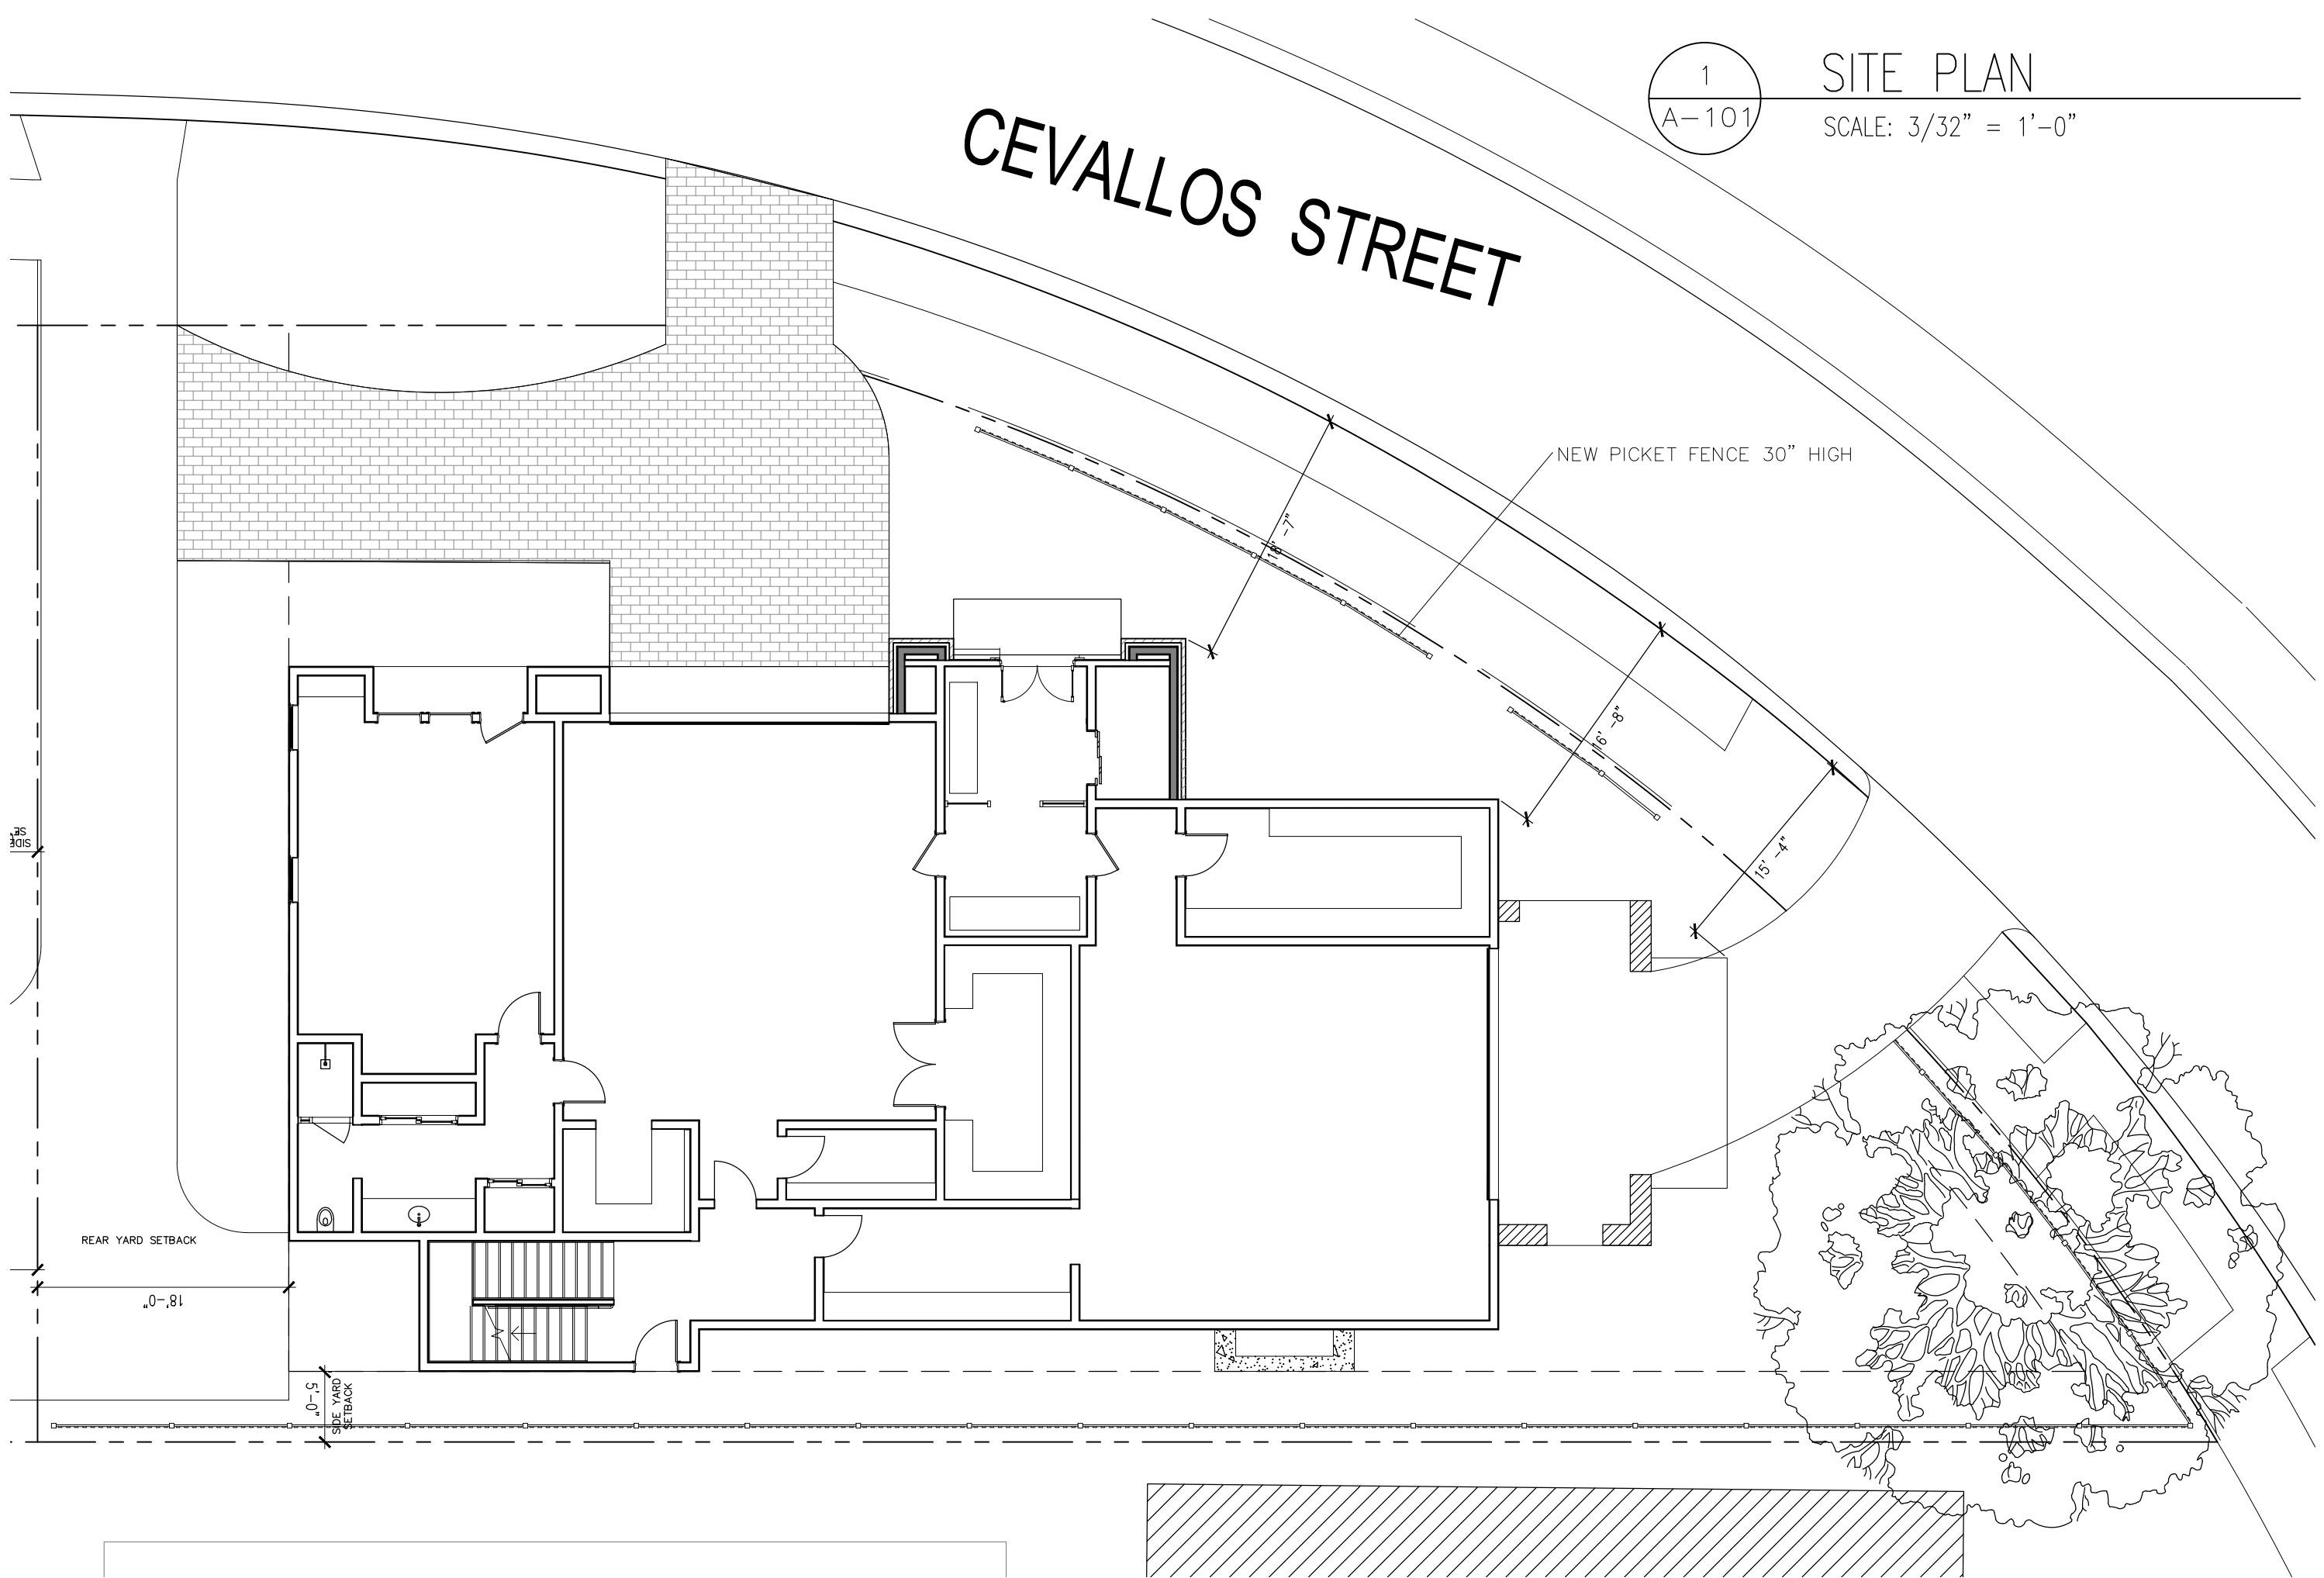 1
A-101
SITE PLAN
SCALE: 3/32" = 1'-0"
CEVALLOS STREET
NEW PICKET FENCE 30" HIGH
16'-8"
15'-4"
REAR YARD SETBACK
18'-0"
5'-0"
SIDE YARD
SETBACK